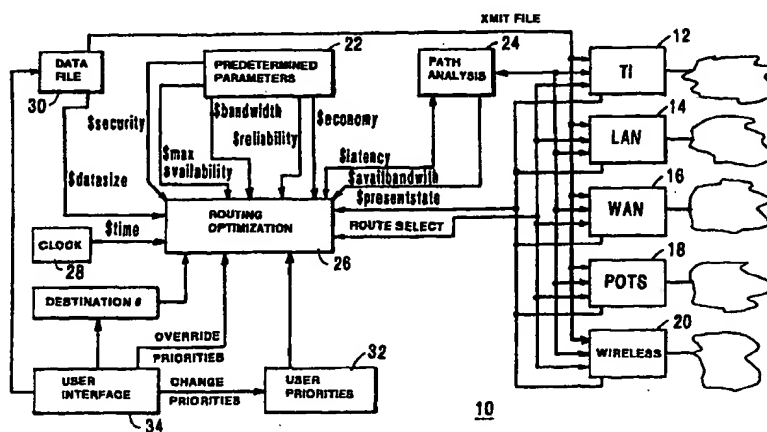 XMIT FILE
DATA FILE
30
22
PREDETERMINED PARAMETERS
24
PATH ANALYSIS
12
T1
14
LAN
16
WAN
18
POTS
20
WIRELESS
$security
$max availability
$bandwidth
$reliability
$economy
$latency
$availbandwith
$presentstate
ROUTE SELECT
$datasize
CLOCK
28
$time
ROUTING OPTIMIZATION
26
DESTINATION #
OVERRIDE PRIORITIES
32
USER INTERFACE
34
CHANGE PRIORITIES
USER PRIORITIES
10